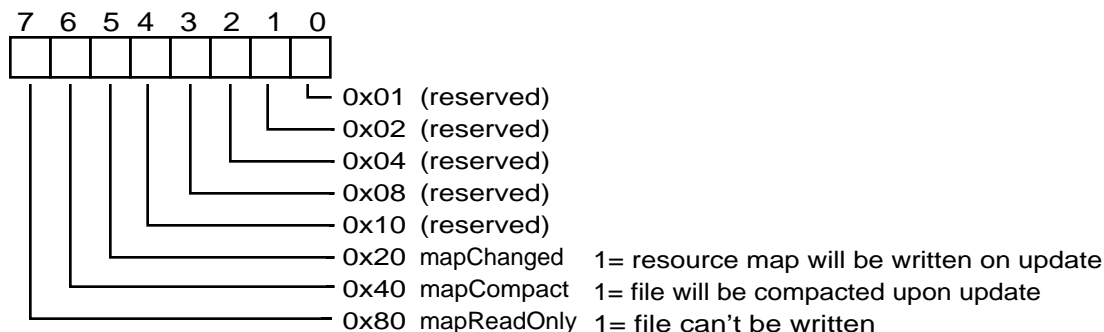 7 6 5 4 3 2 1 0
0x01 (reserved)
0x02 (reserved)
0x04 (reserved)
0x08 (reserved)
0x10 (reserved)
0x20 mapChanged 1= resource map will be written on update
0x40 mapCompact 1= file will be compacted upon update
0x80 mapReadOnly 1= file can't be written